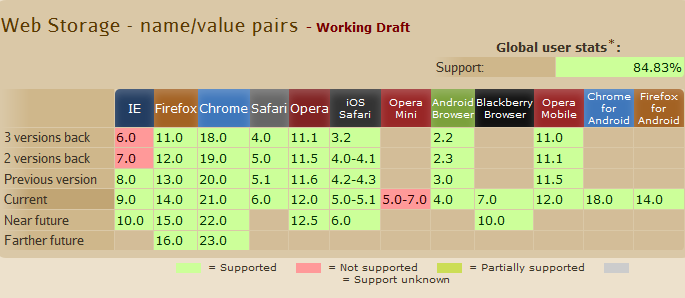 Web Storage - name/value pairs - Working Draft
Global user stats*:
Support: 84.83%
IE Firefox Chrome Safari Opera iOS Safari Opera Mini Android Browser Blackberry Browser Opera Mobile Chrome for Android Firefox for Android
3 versions back 6.0 11.0 18.0 4.0 11.1 3.2 2.2 11.0
2 versions back 7.0 12.0 19.0 5.0 11.5 4.0-4.1 2.3 11.1
Previous version 8.0 13.0 20.0 5.1 11.6 4.2-4.3 3.0 11.5
Current 9.0 14.0 21.0 6.0 12.0 5.0-5.1 5.0-7.0 4.0 7.0 12.0 18.0 14.0
Near future 10.0 15.0 22.0 12.5 6.0 10.0
Farther future 16.0 23.0
= Supported = Not supported = Partially supported
= Support unknown